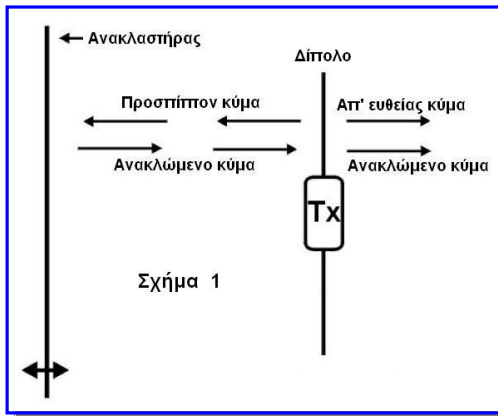 Ανακλαστήρας
Δίπολο
Προσπίπτον κύμα
Απ' ευθείας κύμα
Ανακλώμενο κύμα
Ανακλώμενο κύμα
Tx
Σχήμα 1